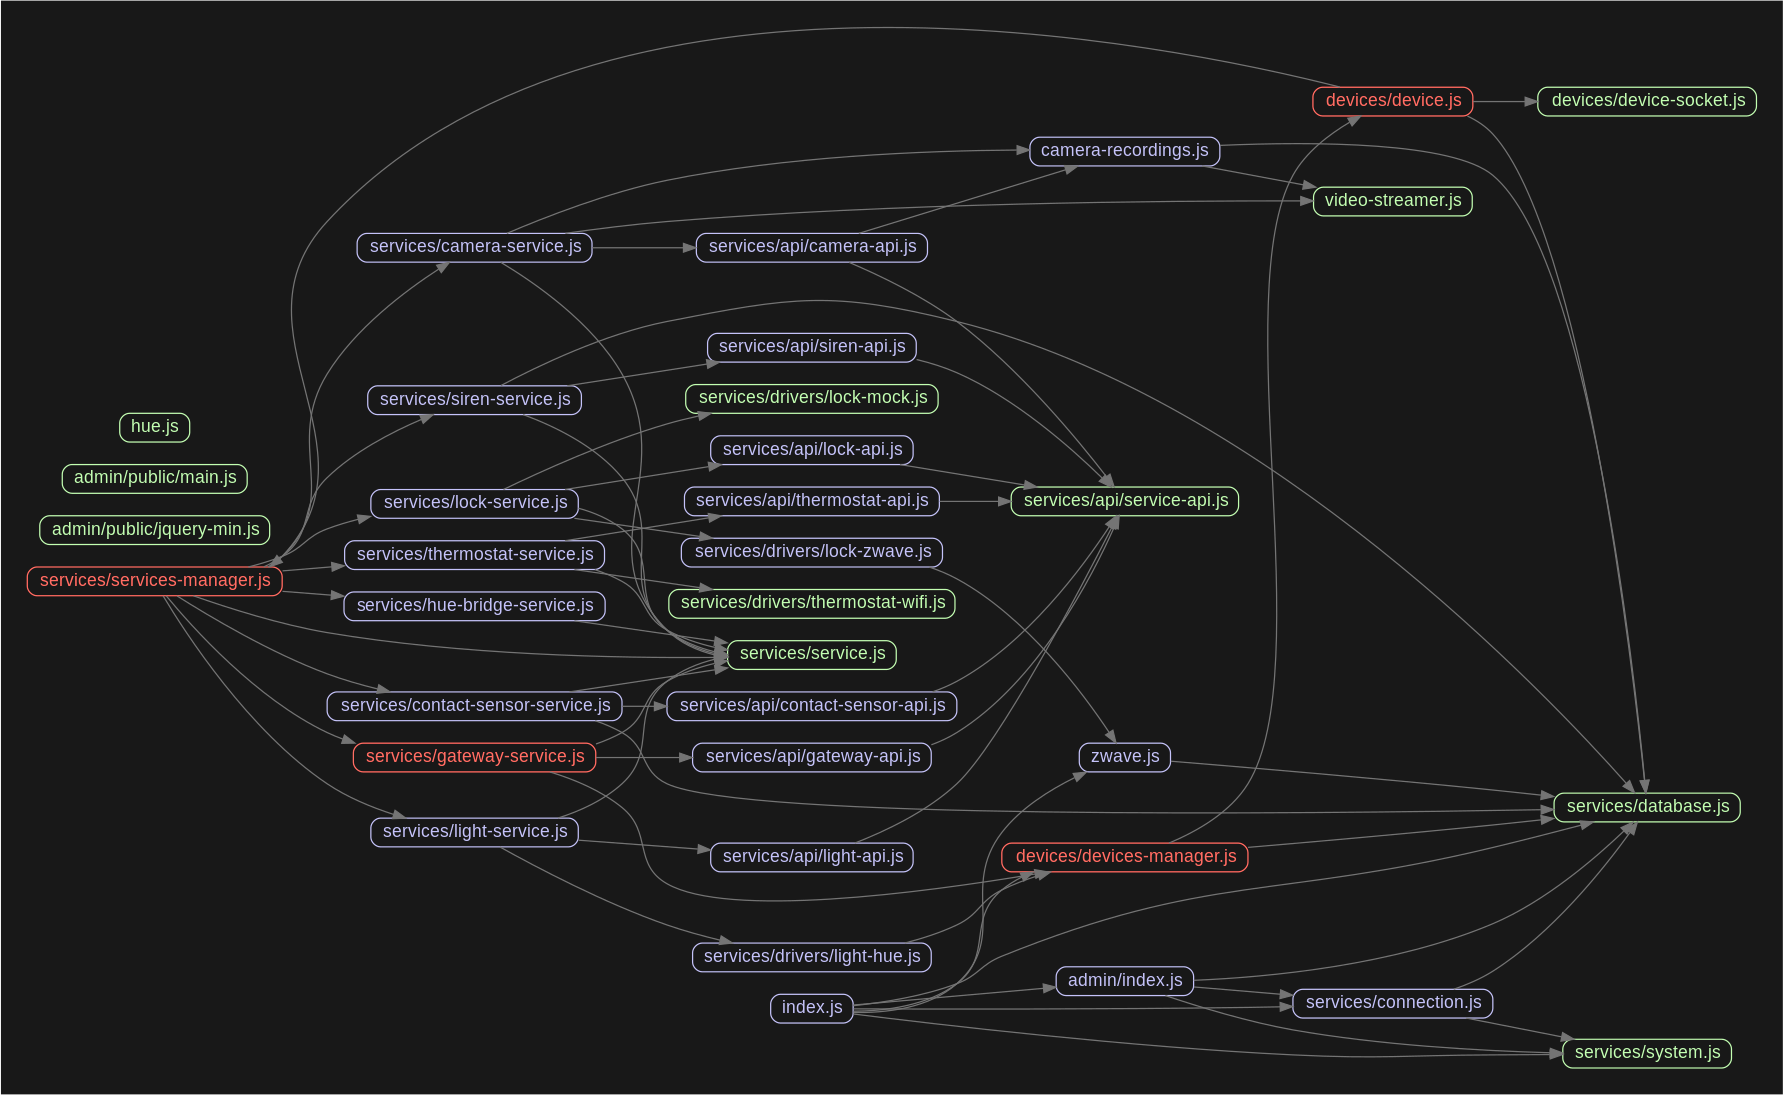 devices/device.js
devices/device-socket.js
camera-recordings.js
video-streamer.js
services/camera-service.js
services/api/camera-api.js
services/api/siren-api.js
services/siren-service.js
services/drivers/lock-mock.js
hue.js
services/api/lock-api.js
admin/public/main.js
services/lock-service.js
services/api/thermostat-api.js
services/api/service-api.js
admin/public/jquery-min.js
services/thermostat-service.js
services/drivers/lock-zwave.js
services/services-manager.js
services/hue-bridge-service.js
services/drivers/thermostat-wifi.js
services/service.js
services/contact-sensor-service.js
services/api/contact-sensor-api.js
services/gateway-service.js
services/api/gateway-api.js
zwave.js
services/database.js
services/light-service.js
services/api/light-api.js
devices/devices-manager.js
services/drivers/light-hue.js
admin/index.js
index.js
services/connection.js
services/system.js